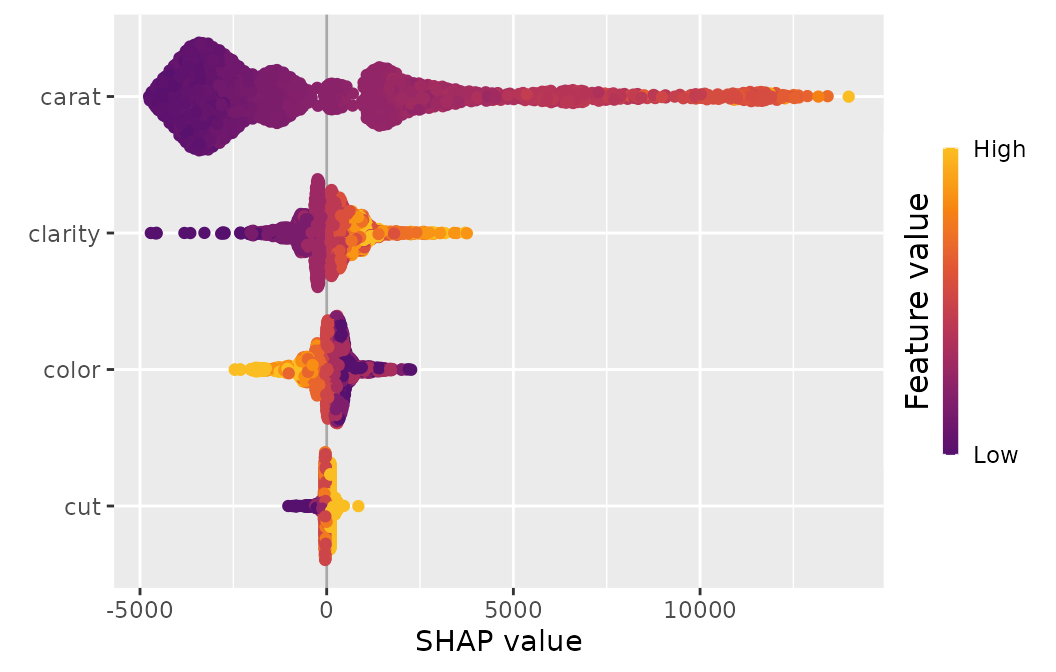 carat
clarity
color
cut
-5000 0 5000 10000
SHAP value
Feature value
High
Low